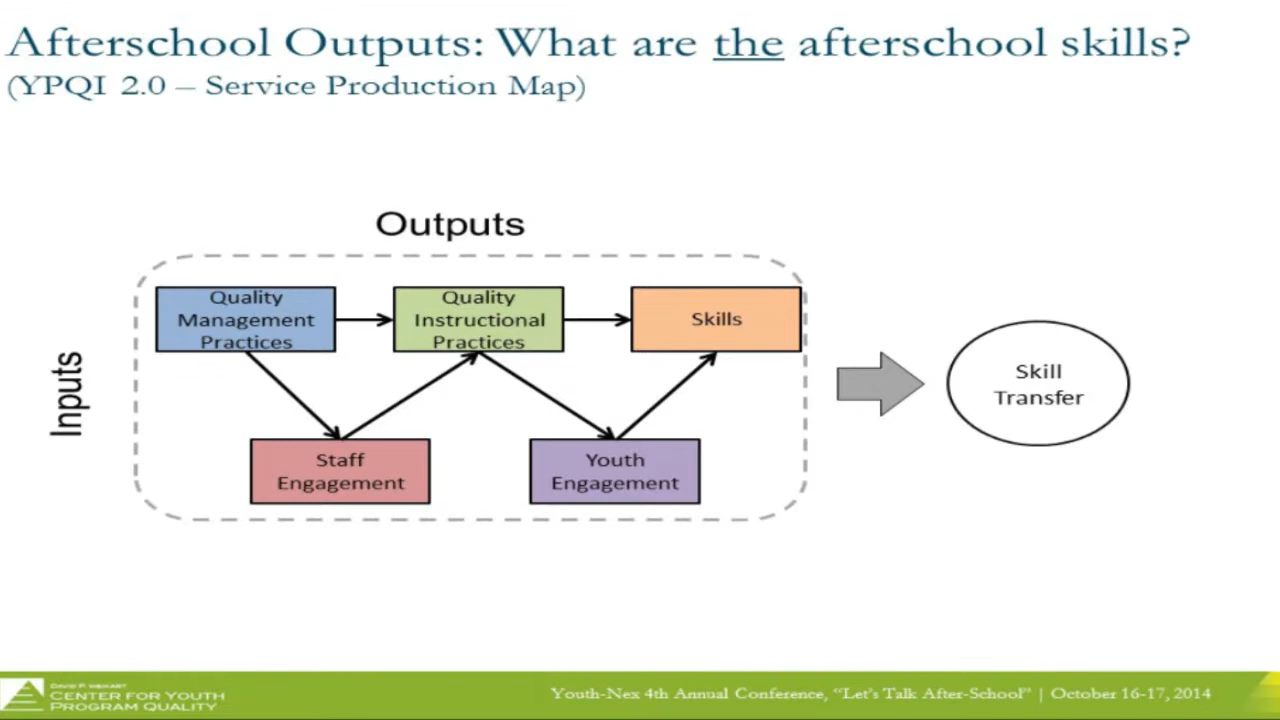 Afterschool Outputs: What are the afterschool skills?
(YPQI 2.0 – Service Production Map)
Outputs
Inputs
Quality
Management
Practices
Quality
Instructional
Practices
Skills
Staff
Engagement
Youth
Engagement
Skill
Transfer
DAVID P. WEIKART
CENTER FOR YOUTH
PROGRAM QUALITY
Youth-Nex 4th Annual Conference, “Let’s Talk After-School” | October 16-17, 2014